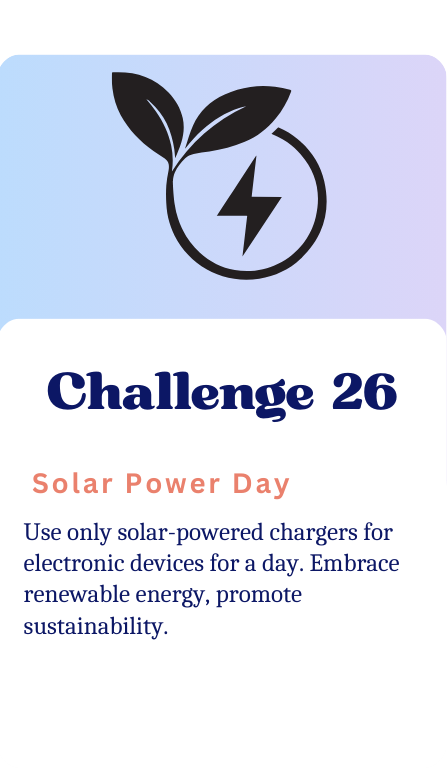 Challenge 26
Solar Power Day
Use only solar-powered chargers for
electronic devices for a day. Embrace
renewable energy, promote
sustainability.